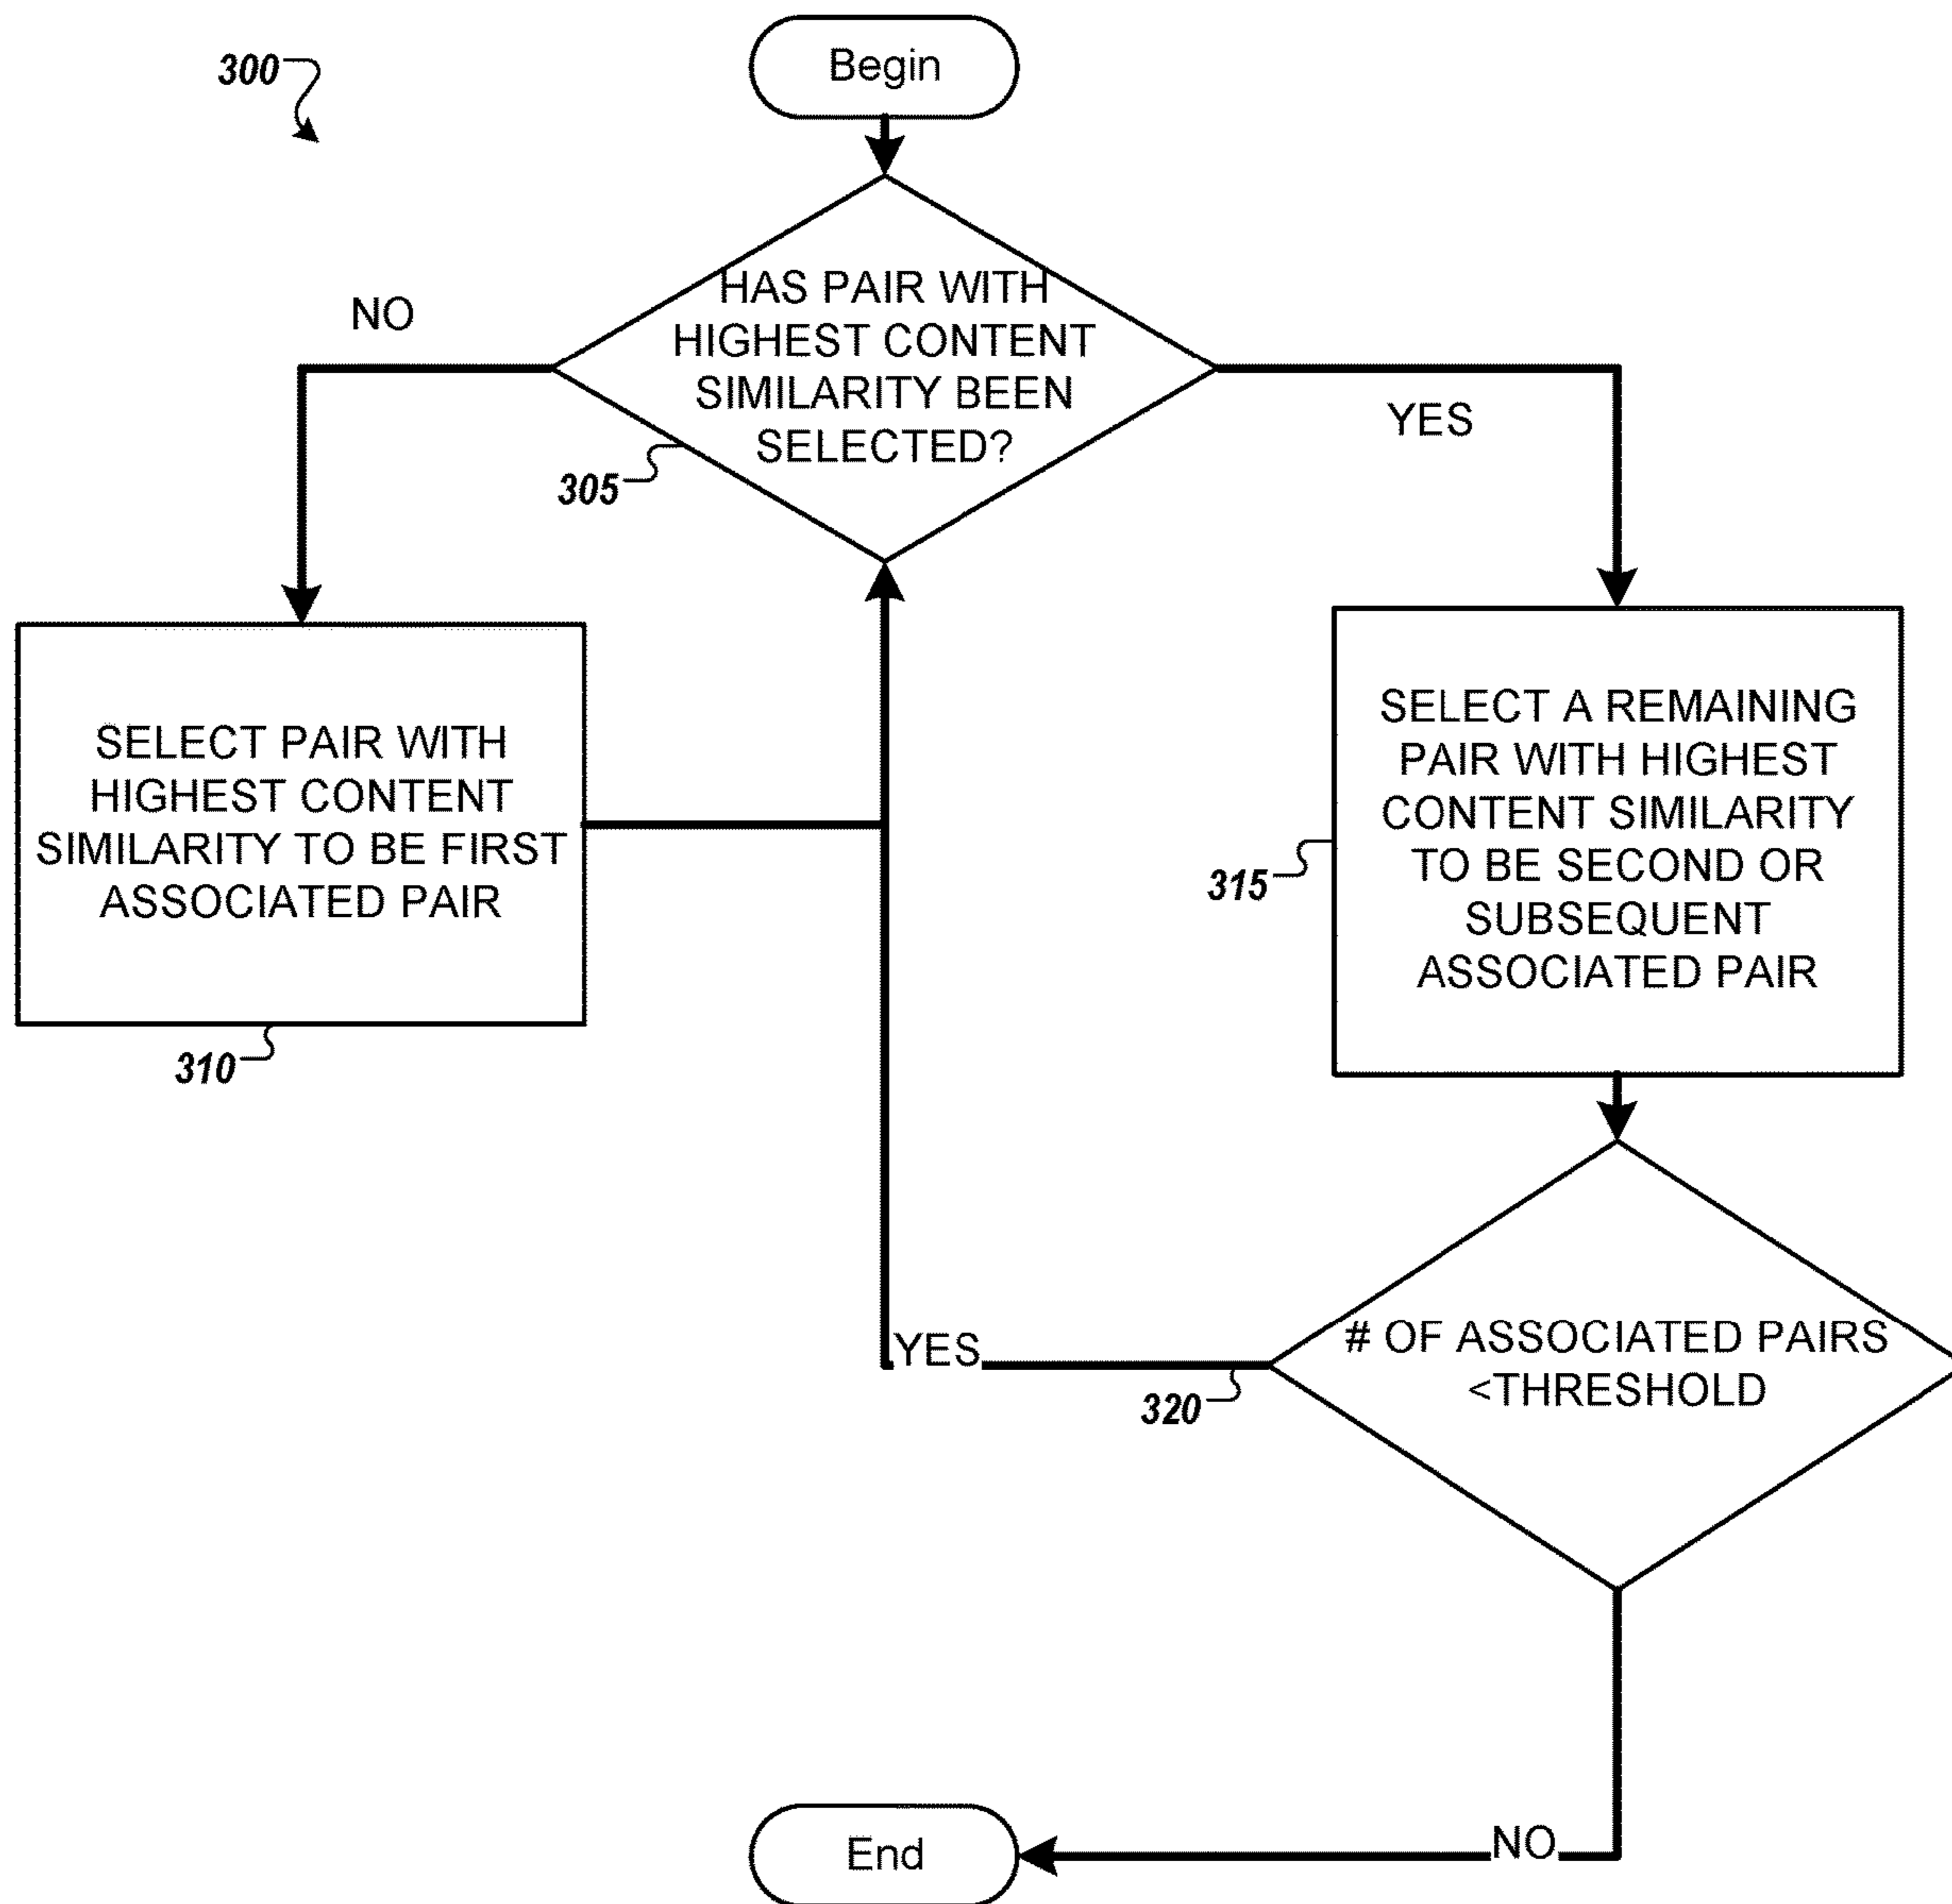 300
Begin
HAS PAIR WITH
HIGHEST CONTENT
SIMILARITY BEEN
SELECTED?
305
NO
YES
SELECT PAIR WITH
HIGHEST CONTENT
SIMILARITY TO BE FIRST
ASSOCIATED PAIR
310
SELECT A REMAINING
PAIR WITH HIGHEST
CONTENT SIMILARITY
TO BE SECOND OR
SUBSEQUENT
ASSOCIATED PAIR
315
# OF ASSOCIATED PAIRS
<THRESHOLD
320
YES
NO
End